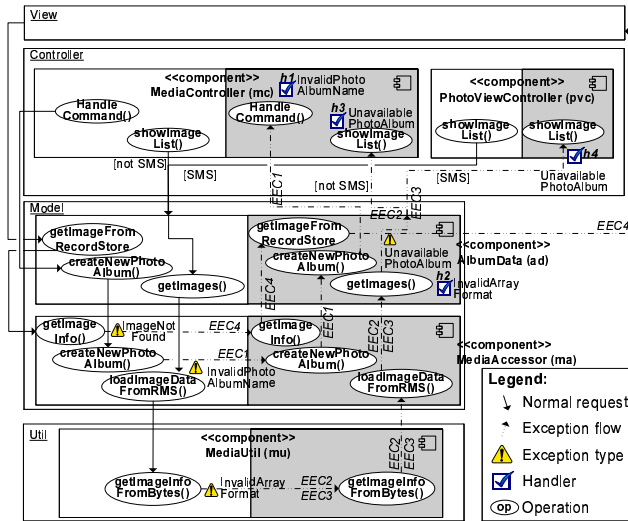 View
Controller
<<component>>
MediaController (mc)
h1 InvalidPhoto
AlbumName
Handle
Command()
showImage
List()
Handle
Command()
h3 Unavailable
PhotoAlbum
showImage
List()
<<component>>
PhotoViewController (pvc)
showImage
List()
showImage
List()
h4
Unavailable
PhotoAlbum
[not SMS]
[SMS]
EEC1
[not SMS]
EEC2
EEC3
[SMS]
Model
getImageFrom
RecordStore
createNewPhoto
Album()
getImages()
getImageFrom
RecordStore
createNewPhoto
Album()
getImages()
Unavailable
PhotoAlbum
EEC4
<<component>>
AlbumData (ad)
h2 InvalidArray
Format
EEC4
EEC1
EEC2
EEC3
getImage
Info()
ImageNot
Found
EEC4
getImage
Info()
createNewPhoto
Album()
EEC1
createNewPhoto
Album()
InvalidPhoto
AlbumName
loadImageData
FromRMS()
loadImageData
FromRMS()
<<component>>
MediaAccessor (ma)
Util
<<component>>
MediaUtil (mu)
EEC2
EEC3
getImageInfo
FromBytes()
InvalidArray
Format
EEC2
EEC3
getImageInfo
FromBytes()
Legend:
Normal request
Exception flow
Exception type
Handler
op Operation